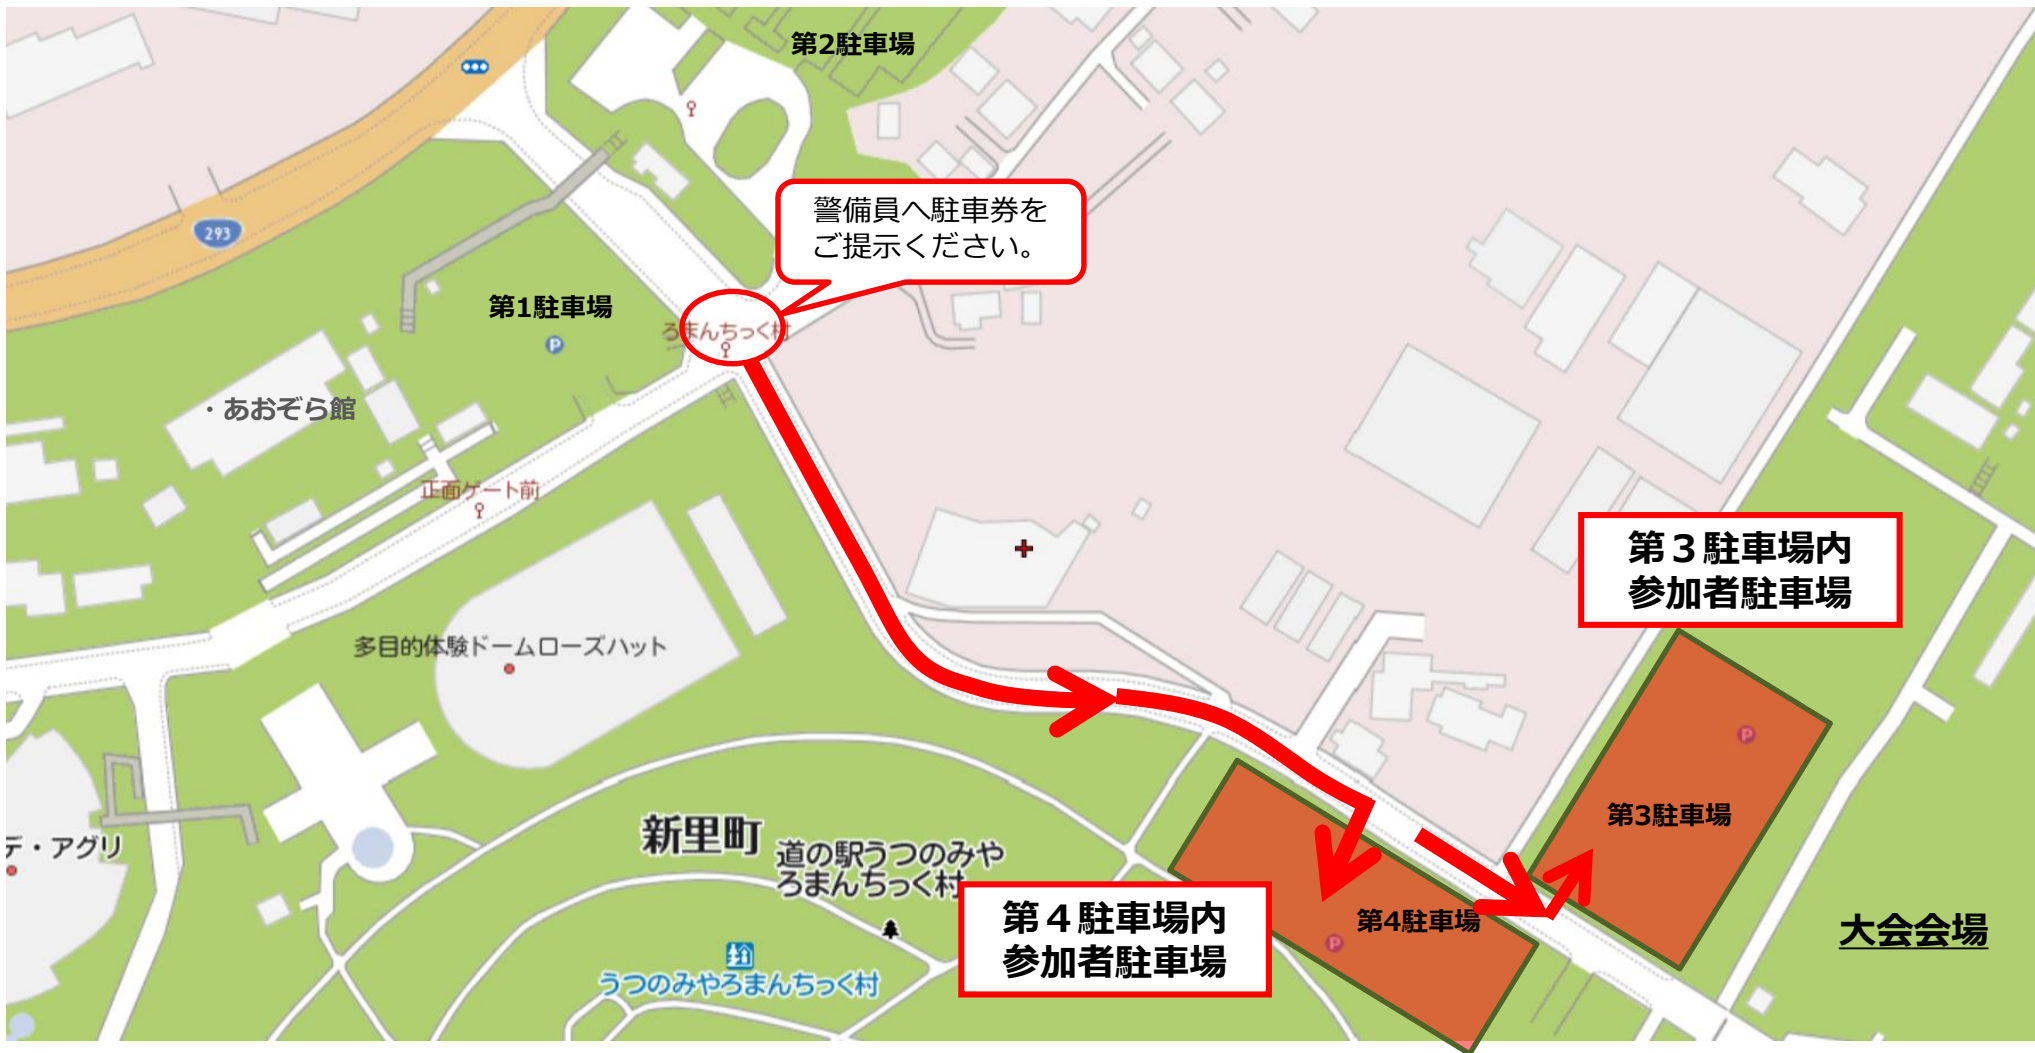 第2駐車場
警備員へ駐車券を
ご提示ください。
293
第1駐車場
ろまんちっく村
P
・あおぞら館
正面ゲート前
第３駐車場内
参加者駐車場
多目的体験ドームローズハット
P
第3駐車場
新里町
道の駅うつのみや
ろまんちっく村
デ・アグリ
第４駐車場内
参加者駐車場
第4駐車場
P
大会会場
うつのみやろまんちっく村